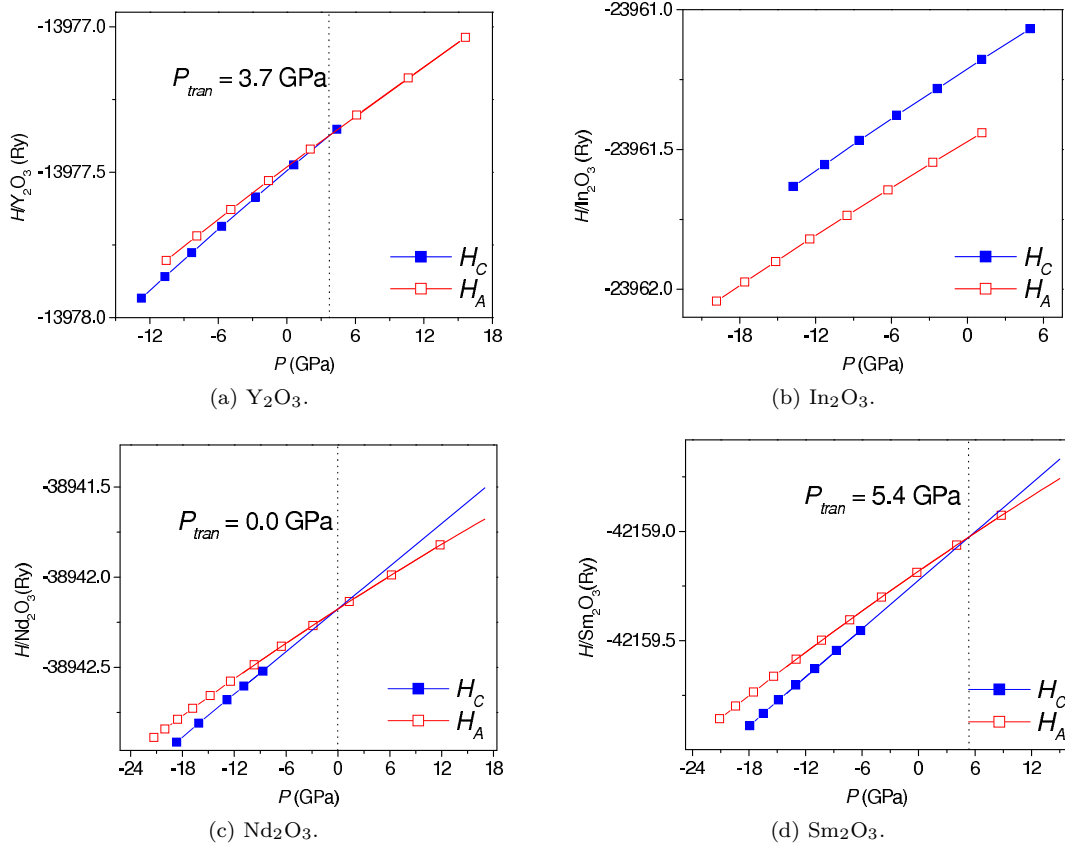 -13977.0
-13977.5
-13978.0
H/Y₂O₃ (Ry)
P_tran = 3.7 GPa
H_C
H_A
-12 -6 0 6 12 18
P (GPa)
(a) Y₂O₃.
-23961.0
-23961.5
-23962.0
H/In₂O₃ (Ry)
H_C
H_A
-18 -12 -6 0 6
P (GPa)
(b) In₂O₃.
-38941.5
-38942.0
-38942.5
H/Nd₂O₃(Ry)
P_tran = 0.0 GPa
H_C
H_A
-24 -18 -12 -6 0 6 12 18
P (GPa)
(c) Nd₂O₃.
-42159.0
-42159.5
H/Sm₂O₃(Ry)
P_tran = 5.4 GPa
H_C
H_A
-24 -18 -12 -6 0 6 12
P (GPa)
(d) Sm₂O₃.